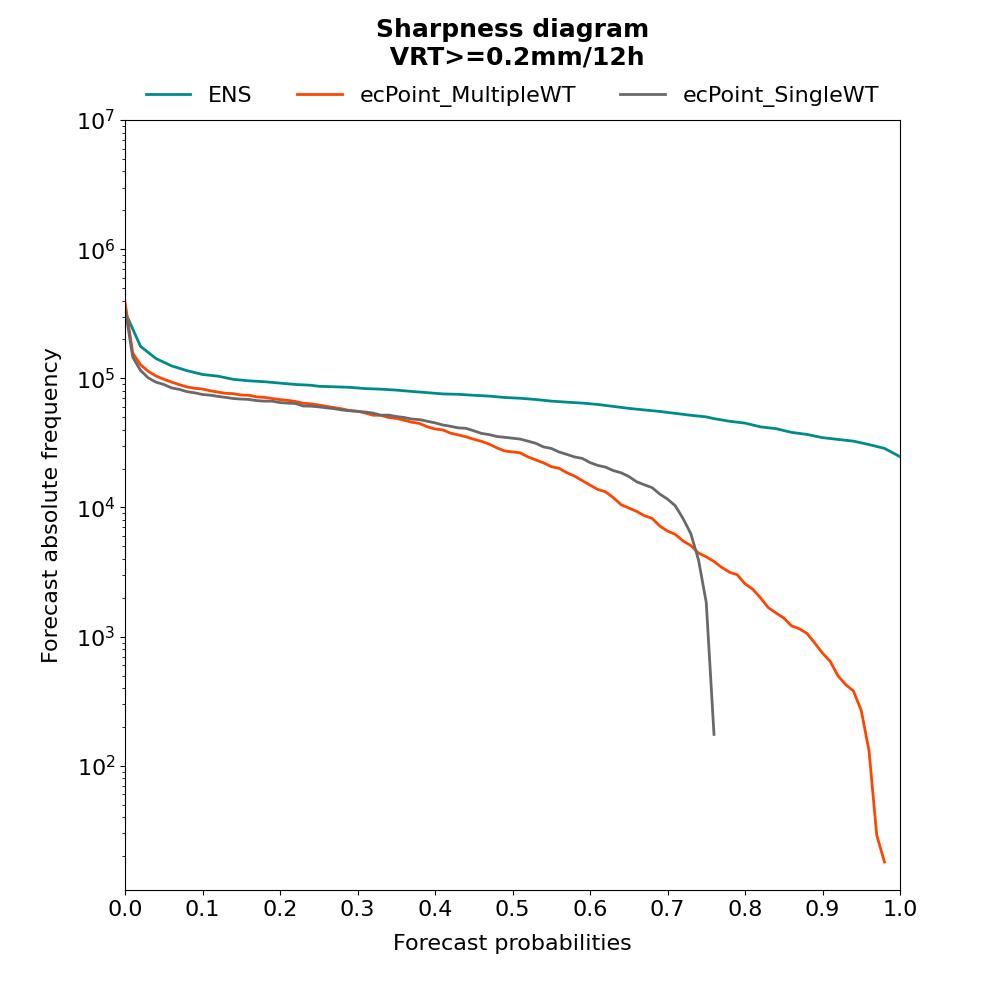 Sharpness diagram
VRT>=0.2mm/12h
ENS ecPoint_MultipleWT ecPoint_SingleWT
10^7
10^6
10^5
10^4
10^3
10^2
Forecast absolute frequency
0.0 0.1 0.2 0.3 0.4 0.5 0.6 0.7 0.8 0.9 1.0
Forecast probabilities